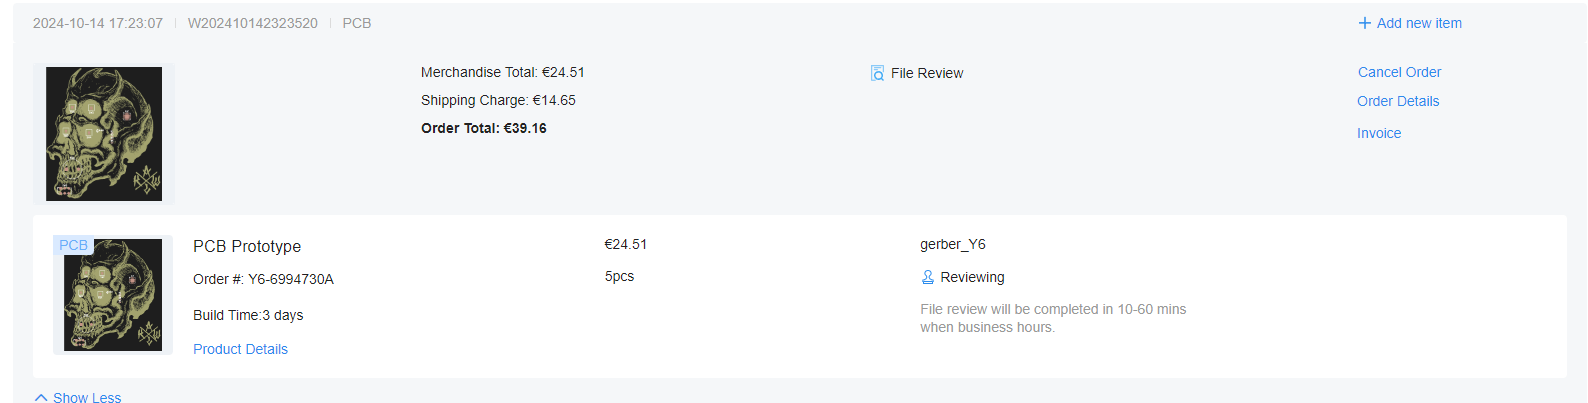 2024-10-14 17:23:07 | W202410142323520 | PCB
+ Add new item
Merchandise Total: €24.51
Shipping Charge: €14.65
Order Total: €39.16
File Review
Cancel Order
Order Details
Invoice
PCB
PCB Prototype
Order #: Y6-6994730A
Build Time:3 days
Product Details
€24.51
5pcs
gerber_Y6
Reviewing
File review will be completed in 10-60 mins
when business hours.
Show Less